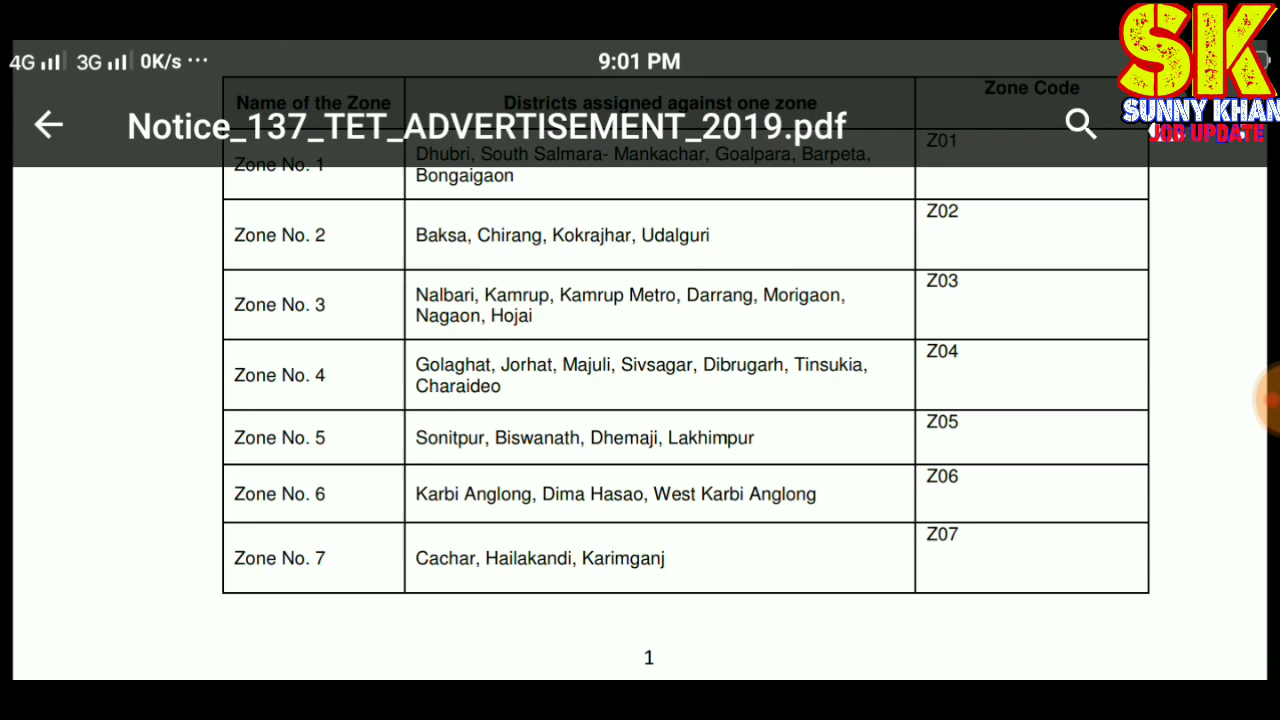 4G 3G 0K/s ...
9:01 PM
SK
SUNNY KHAN
JOB UPDATE
Notice_137_TET_ADVERTISEMENT_2019.pdf
Name of the Zone Districts assigned against one zone Zone Code
Zone No. 1 Dhubri, South Salmara- Mankachar, Goalpara, Barpeta, Z01
Bongaigaon
Zone No. 2 Baksa, Chirang, Kokrajhar, Udalguri Z02
Zone No. 3 Nalbari, Kamrup, Kamrup Metro, Darrang, Morigaon, Z03
Nagaon, Hojai
Zone No. 4 Golaghat, Jorhat, Majuli, Sivsagar, Dibrugarh, Tinsukia, Z04
Charaideo
Zone No. 5 Sonitpur, Biswanath, Dhemaji, Lakhimpur Z05
Zone No. 6 Karbi Anglong, Dima Hasao, West Karbi Anglong Z06
Zone No. 7 Cachar, Hailakandi, Karimganj Z07
1